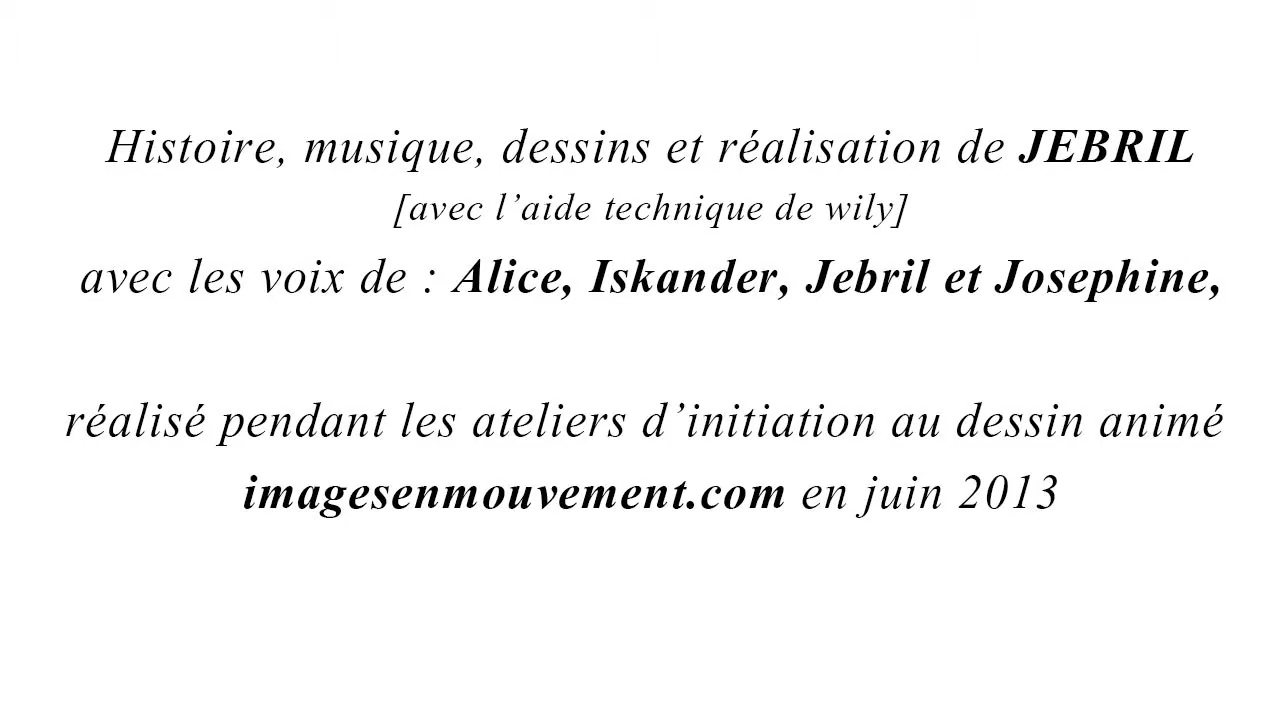 Histoire, musique, dessins et réalisation de JEBRIL
[avec l’aide technique de wily]
avec les voix de : Alice, Iskander, Jebril et Josephine,
réalisé pendant les ateliers d’initiation au dessin animé
imagesenmouvement.com en juin 2013